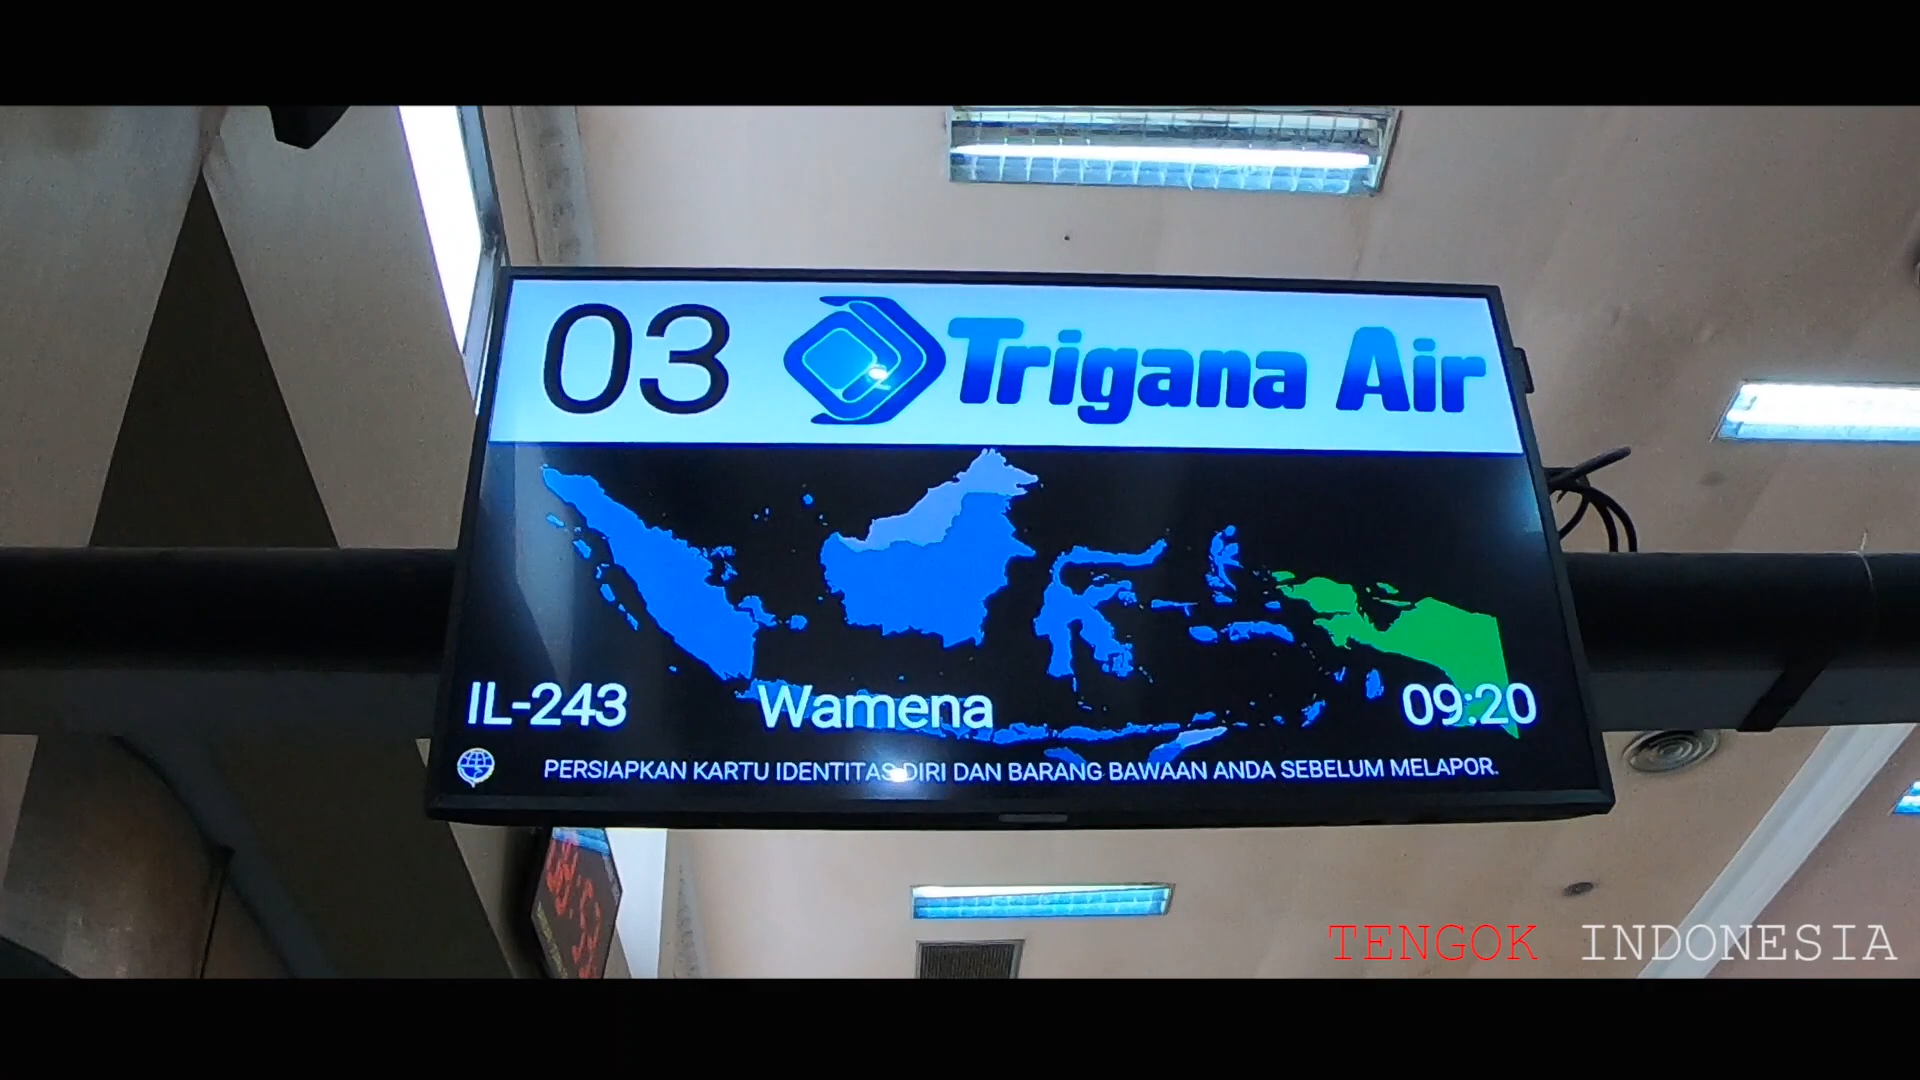 03 Trigana Air
IL-243 Wamena 09:20
PERSIAPKAN KARTU IDENTITAS DIRI DAN BARANG BAWAAN ANDA SEBELUM MELAPOR.
TENGOK INDONESIA